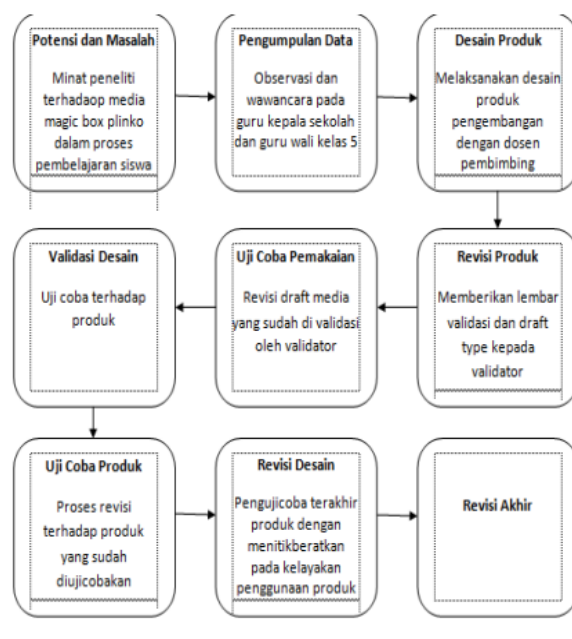 Potensi dan Masalah
Minat peneliti
terhadaop media
magic box plinko
dalam proses
pembelajaran siswa
Pengumpulan Data
Observasi dan
wawancara pada
guru kepala sekolah
dan guru wali kelas 5
Desain Produk
Melaksanakan desain
produk
pengembangan
dengan dosen
pembimbing
Revisi Produk
Memberikan lembar
validasi dan draft
type kepada
validator
Uji Coba Pemakaian
Revisi draft media
yang sudah di validasi
oleh validator
Validasi Desain
Uji coba terhadap
produk
Uji Coba Produk
Proses revisi
terhadap produk
yang sudah
diujicobakan
Revisi Desain
Pengujicoba terakhir
produk dengan
menitikberatkan
pada kelayakan
penggunaan produk
Revisi Akhir